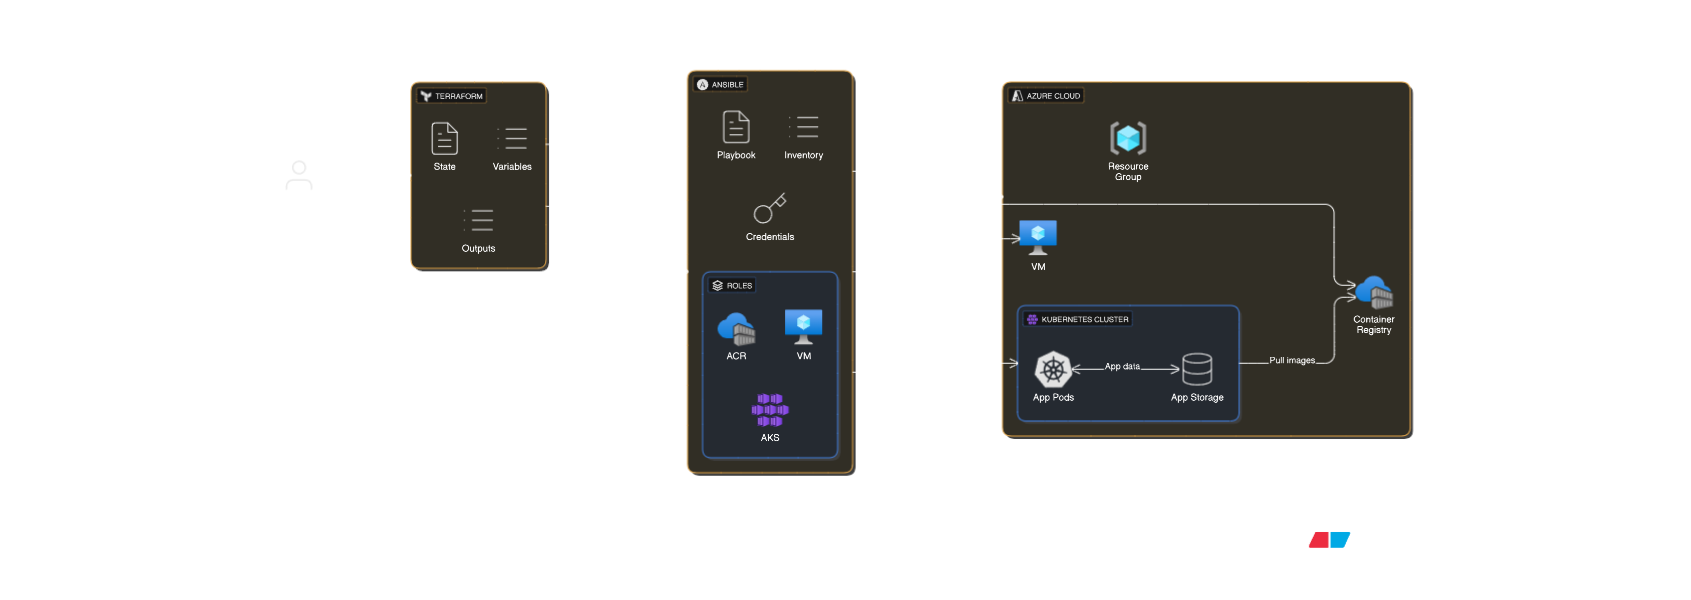 TERRAFORM
State
Variables
Outputs
ANSIBLE
Playbook
Inventory
Credentials
ROLES
ACR
VM
AKS
AZURE CLOUD
Resource
Group
VM
Container
Registry
KUBERNETES CLUSTER
App Pods
App data
App Storage
Pull images